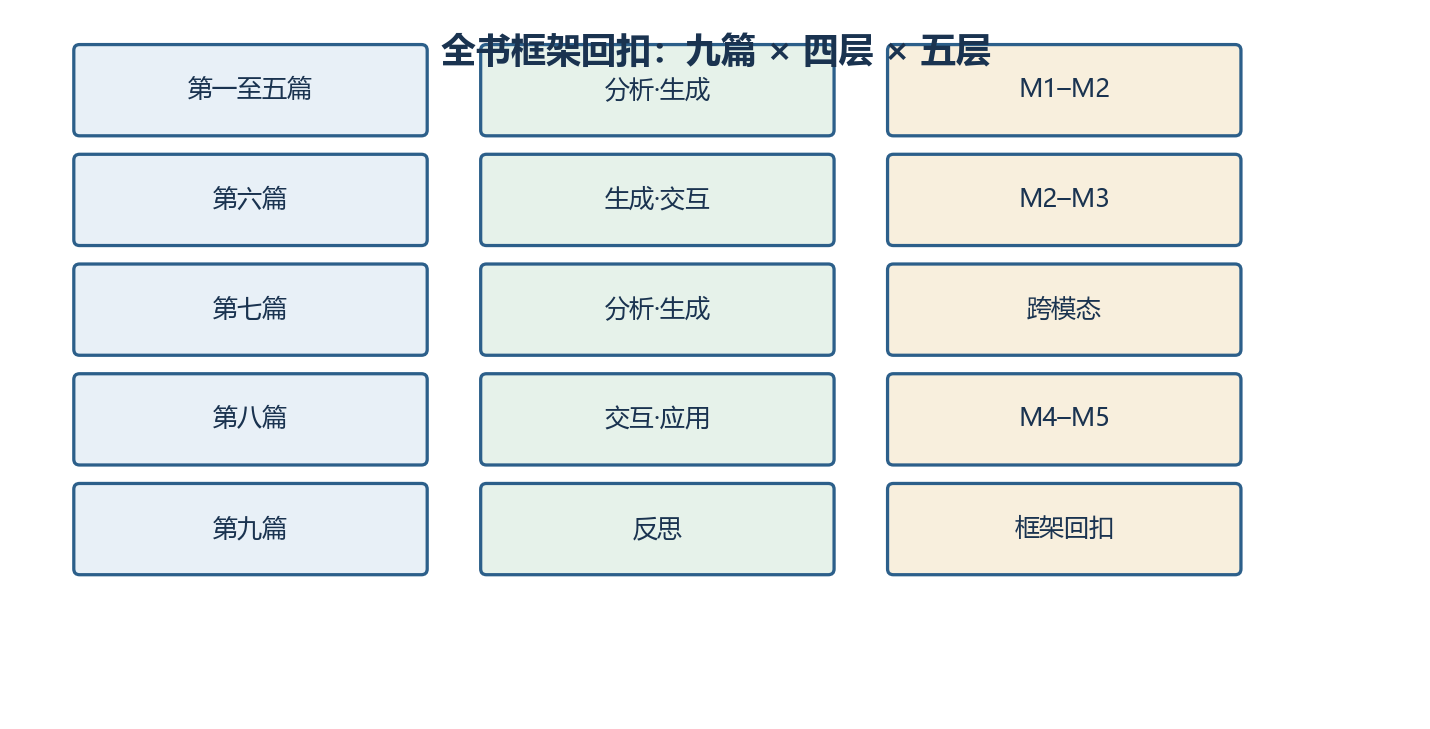 全书框架回扣：九篇 × 四层 × 五层
第一至五篇
分析·生成
M1–M2
第六篇
生成·交互
M2–M3
第七篇
分析·生成
跨模态
第八篇
交互·应用
M4–M5
第九篇
反思
框架回扣